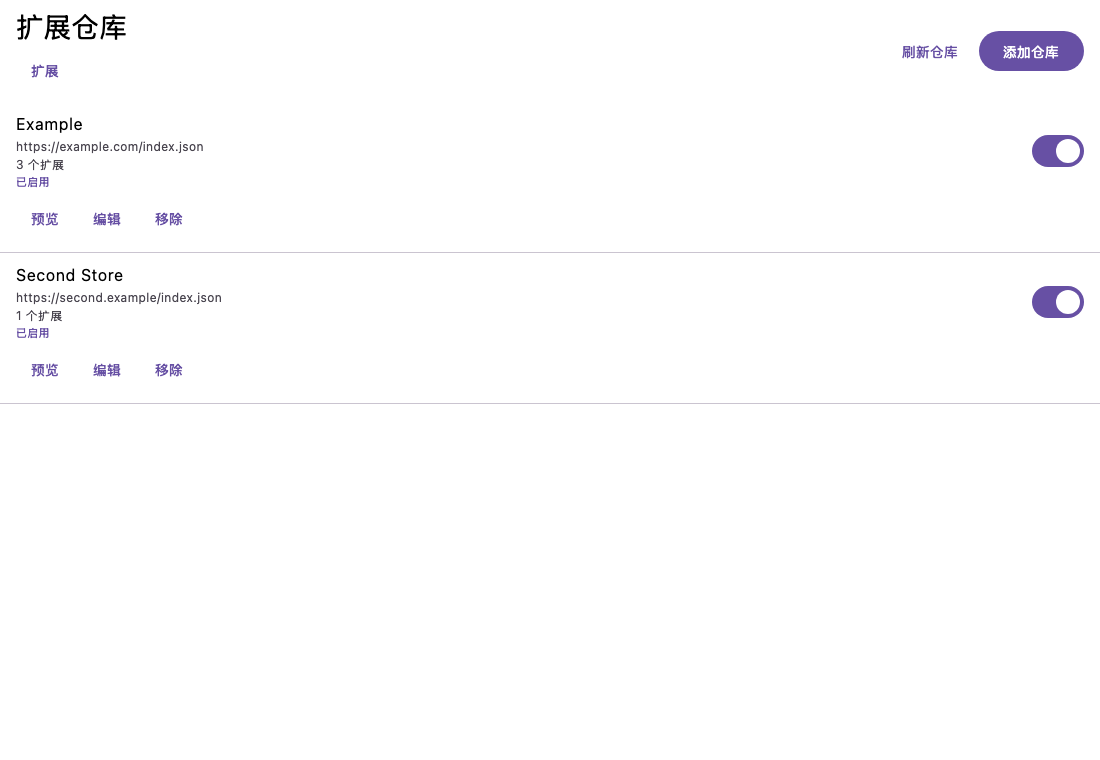 扩展仓库
扩展
刷新仓库
添加仓库
Example
https://example.com/index.json
3 个扩展
已启用
预览 编辑 移除
Second Store
https://second.example/index.json
1 个扩展
已启用
预览 编辑 移除